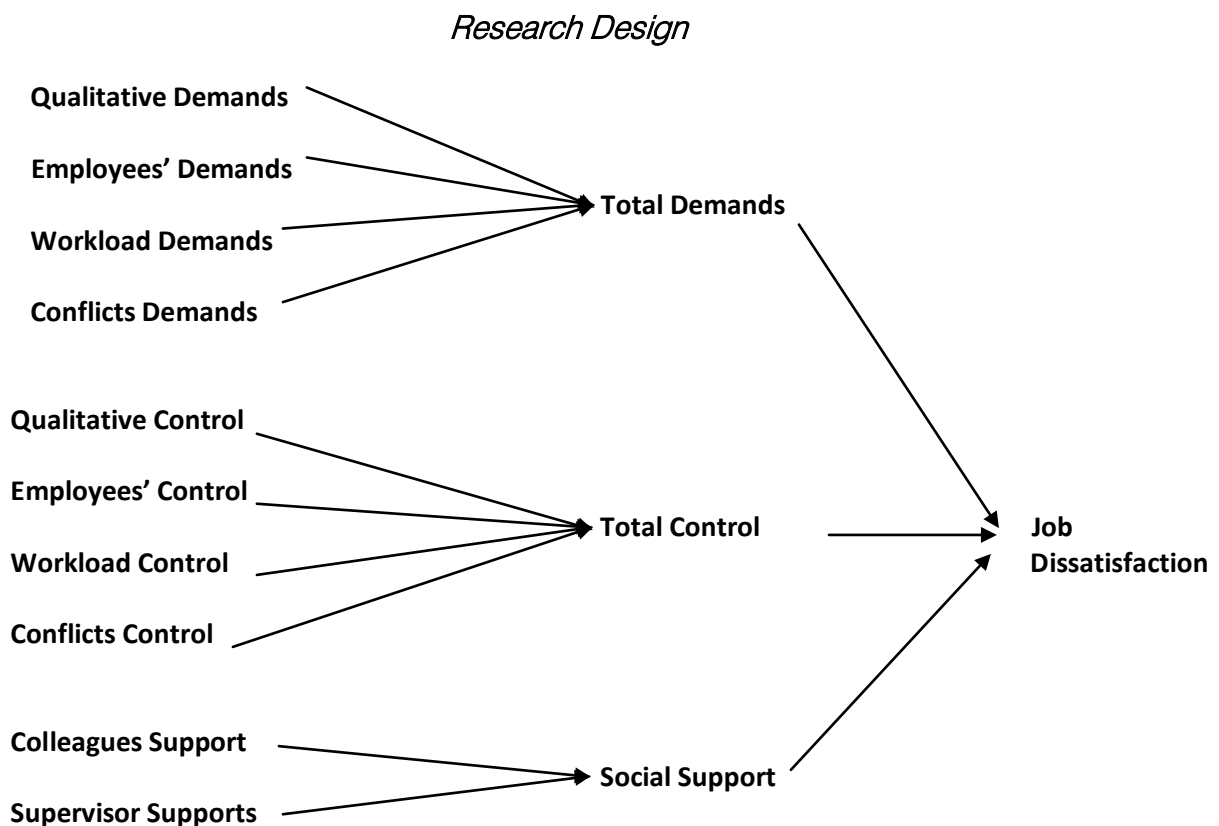 Research Design
Qualitative Demands
Employees’ Demands
Total Demands
Workload Demands
Conflicts Demands
Qualitative Control
Employees’ Control
Total Control
Job
Dissatisfaction
Workload Control
Conflicts Control
Colleagues Support
Social Support
Supervisor Supports